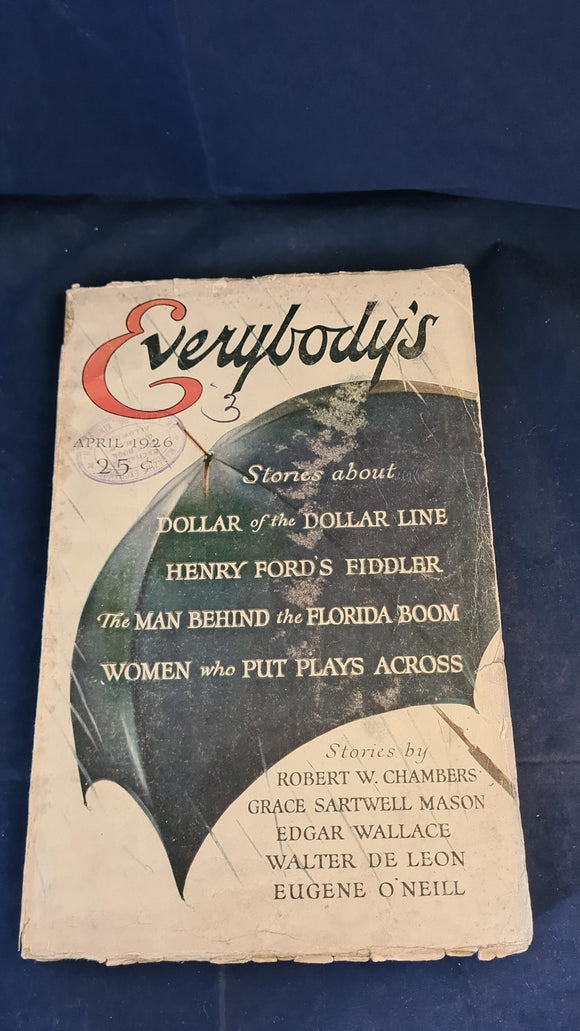 Everybody's
3
APRIL 1926
25¢
Stories about
DOLLAR of the DOLLAR LINE
HENRY FORD'S FIDDLER
The MAN BEHIND the FLORIDA BOOM
WOMEN who PUT PLAYS ACROSS
Stories by
ROBERT W. CHAMBERS
GRACE SARTWELL MASON
EDGAR WALLACE
WALTER DE LEON
EUGENE O'NEILL